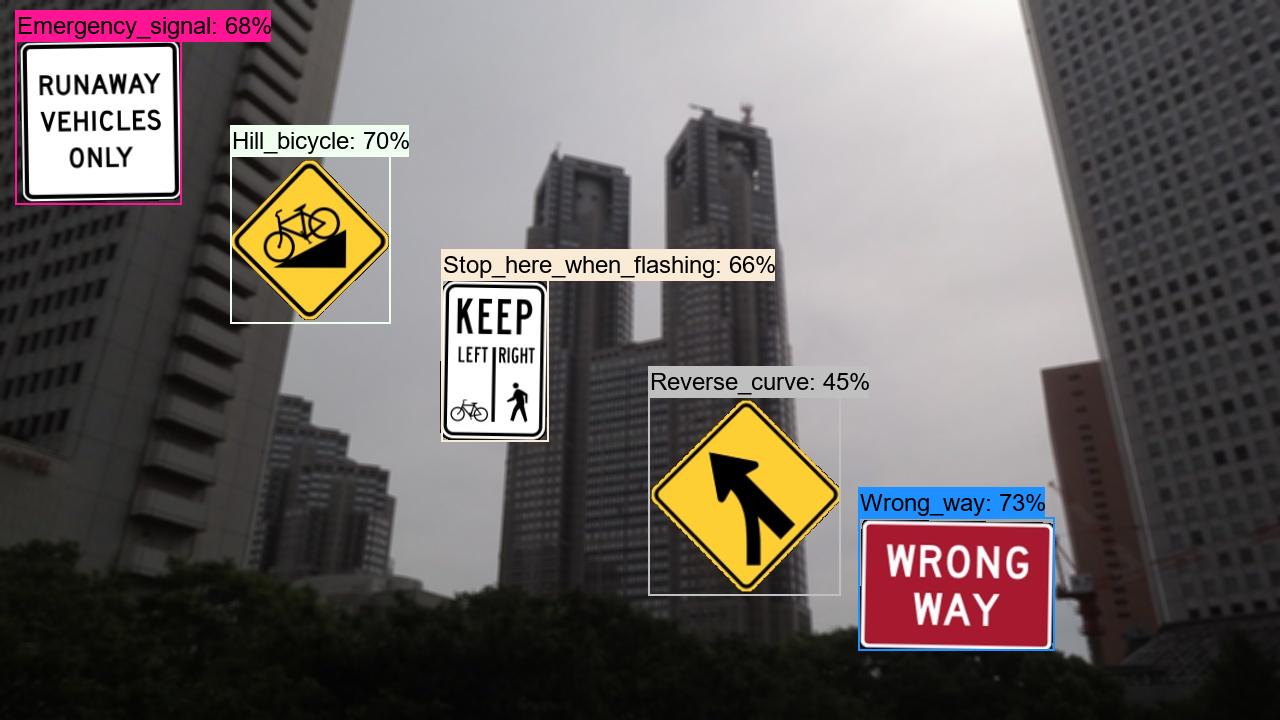 Emergency_signal: 68%
RUNAWAY
VEHICLES
ONLY
Hill_bicycle: 70%
Stop_here_when_flashing: 66%
KEEP
LEFT RIGHT
Reverse_curve: 45%
Wrong_way: 73%
WRONG
WAY